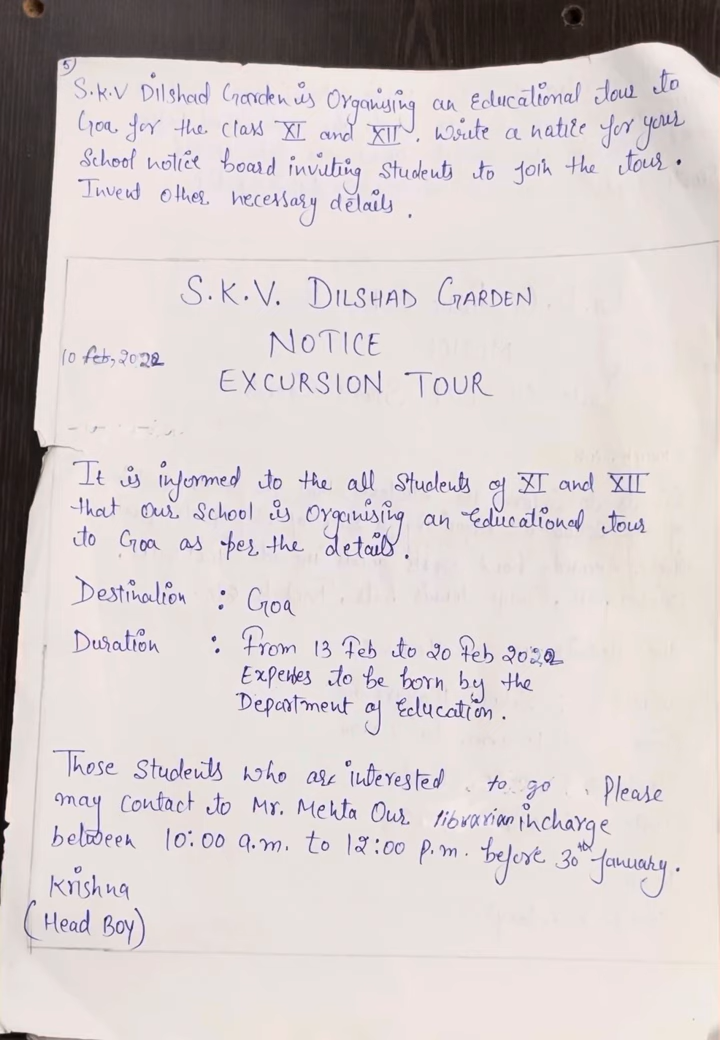 5
S.K.V Dilshad Garden is Organising an Educational tour to
Goa for the class XI and XII. Write a notice for your
School notice board inviting Students to join the tour.
Invent other necessary details.
S.K.V. DILSHAD GARDEN
NOTICE
10 Feb, 2022
EXCURSION TOUR
It is informed to the all Students of XI and XII
that our School is Organising an Educational tour
to Goa as per the details.
Destination : Goa
Duration : From 13 Feb to 20 Feb 2022
Expenses to be born by the
Department of Education.
Those Students who are interested to go Please
may contact to Mr. Mehta Our librarian incharge
between 10:00 a.m. to 12:00 p.m. before 30th January.
Krishna
(Head Boy)